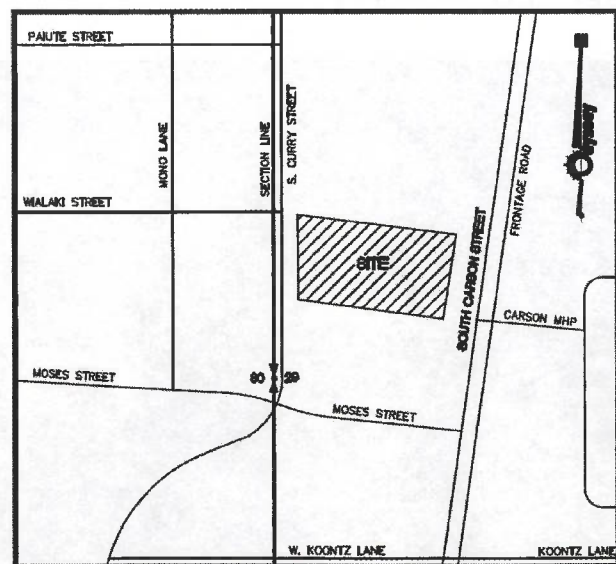 PAIUTE STREET
MONO LANE
SECTION LINE
S. CURRY STREET
FRONTAGE ROAD
WIALAKI STREET
SITE
SOUTH CARSON STREET
CARSON MHP
MOSES STREET
30 29
MOSES STREET
W. KOONTZ LANE
KOONTZ LANE